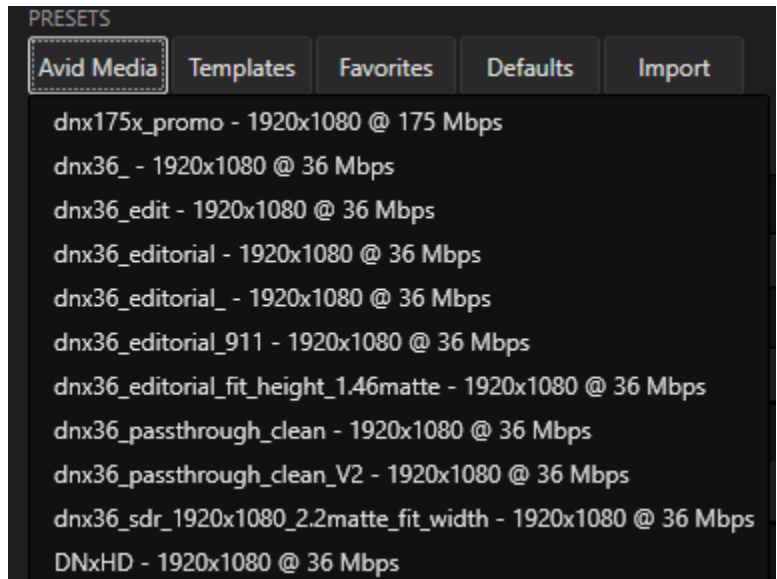 PRESETS
Avid Media Templates Favorites Defaults Import
dnx175x_promo - 1920x1080 @ 175 Mbps
dnx36_ - 1920x1080 @ 36 Mbps
dnx36_edit - 1920x1080 @ 36 Mbps
dnx36_editorial - 1920x1080 @ 36 Mbps
dnx36_editorial_ - 1920x1080 @ 36 Mbps
dnx36_editorial_911 - 1920x1080 @ 36 Mbps
dnx36_editorial_fit_height_1.46matte - 1920x1080 @ 36 Mbps
dnx36_passthrough_clean - 1920x1080 @ 36 Mbps
dnx36_passthrough_clean_V2 - 1920x1080 @ 36 Mbps
dnx36_sdr_1920x1080_2.2matte_fit_width - 1920x1080 @ 36 Mbps
DNxHD - 1920x1080 @ 36 Mbps